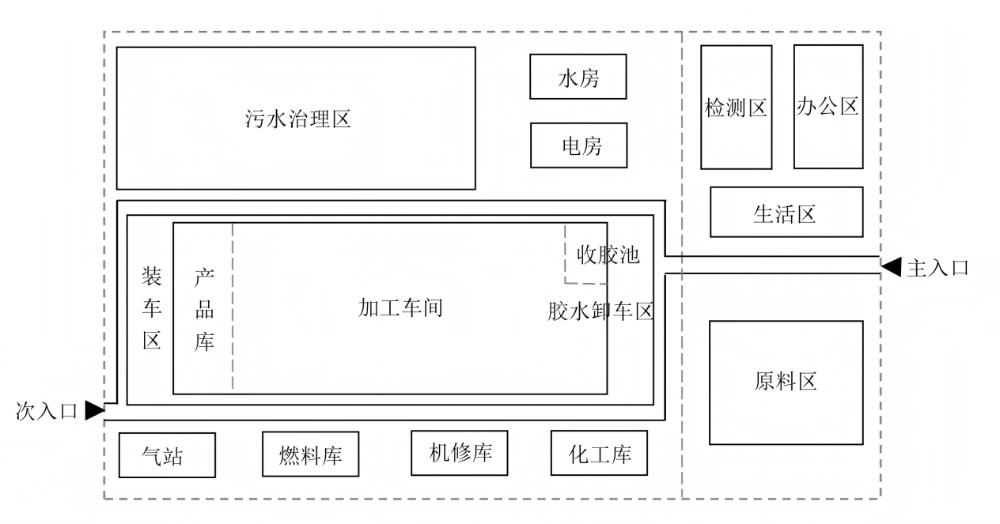 污水治理区
水房
电房
检测区
办公区
生活区
装车区
产品库
加工车间
收胶池
胶水卸车区
主入口
原料区
次入口
气站
燃料库
机修库
化工库